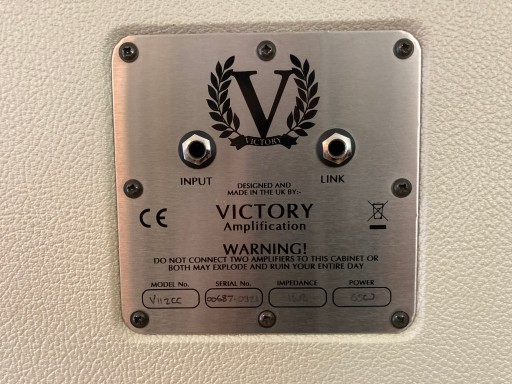 V
VICTORY
INPUT
LINK
DESIGNED AND
MADE IN THE UK BY:-
CE
VICTORY
Amplification
WARNING!
DO NOT CONNECT TWO AMPLIFIERS TO THIS CABINET OR
BOTH MAY EXPLODE AND RUIN YOUR ENTIRE DAY
MODEL No. SERIAL No. IMPEDANCE POWER
V112CC